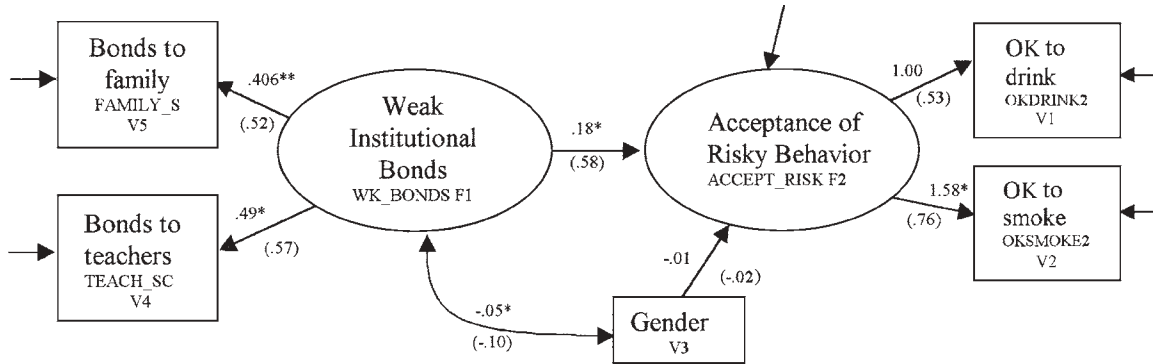 Bonds to
family
FAMILY_S
V5
.406**
(.52)
Weak
Institutional
Bonds
WK_BONDS F1
.18*
(.58)
Acceptance of
Risky Behavior
ACCEPT_RISK F2
1.00
(.53)
OK to
drink
OKDRINK2
V1
Bonds to
teachers
TEACH_SC
V4
.49*
(.57)
1.58*
(.76)
OK to
smoke
OKSMOKE2
V2
-.05*
(-.10)
Gender
V3
-.01
(-.02)